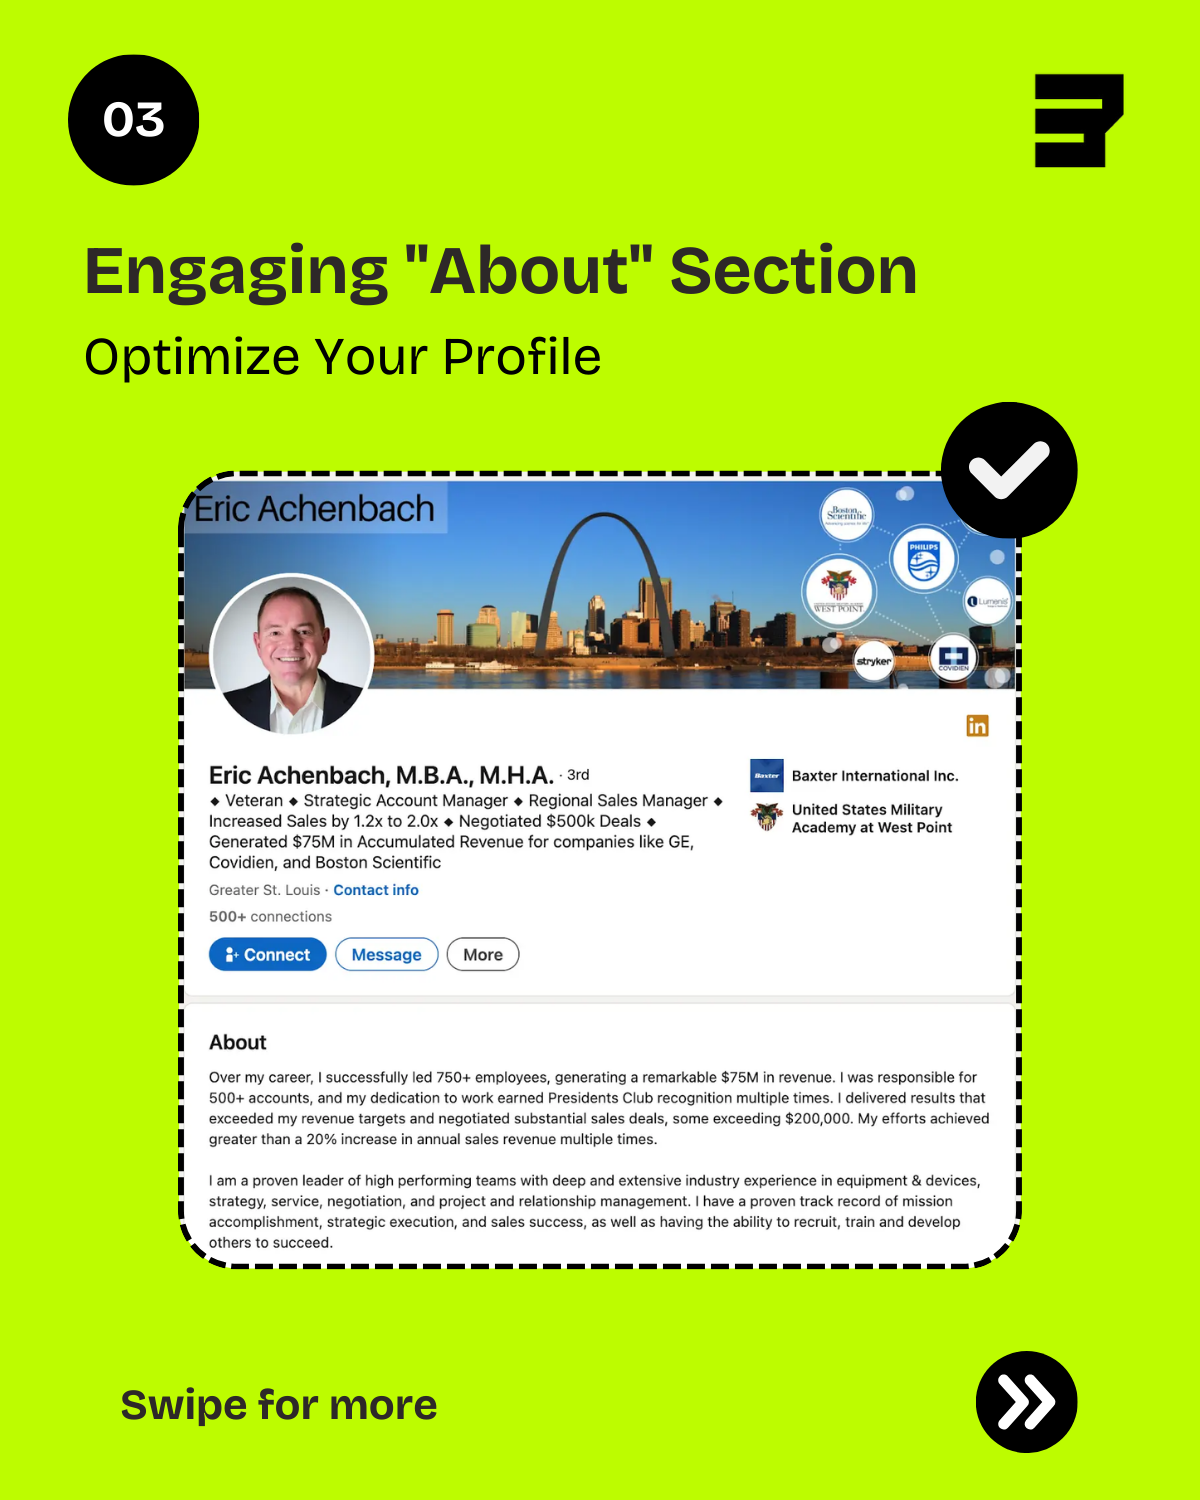 03
Engaging "About" Section
Optimize Your Profile
Eric Achenbach
Boston
Scientific
PHILIPS
WEST POINT
Lumenis
stryker
COVIDIEN
in
Eric Achenbach, M.B.A., M.H.A. · 3rd
◆ Veteran ◆ Strategic Account Manager ◆ Regional Sales Manager ◆
Increased Sales by 1.2x to 2.0x ◆ Negotiated $500k Deals ◆
Generated $75M in Accumulated Revenue for companies like GE,
Covidien, and Boston Scientific
Greater St. Louis · Contact info
500+ connections
Connect
Message
More
Baxter
Baxter International Inc.
United States Military
Academy at West Point
About
Over my career, I successfully led 750+ employees, generating a remarkable $75M in revenue. I was responsible for
500+ accounts, and my dedication to work earned Presidents Club recognition multiple times. I delivered results that
exceeded my revenue targets and negotiated substantial sales deals, some exceeding $200,000. My efforts achieved
greater than a 20% increase in annual sales revenue multiple times.
I am a proven leader of high performing teams with deep and extensive industry experience in equipment & devices,
strategy, service, negotiation, and project and relationship management. I have a proven track record of mission
accomplishment, strategic execution, and sales success, as well as having the ability to recruit, train and develop
others to succeed.
Swipe for more